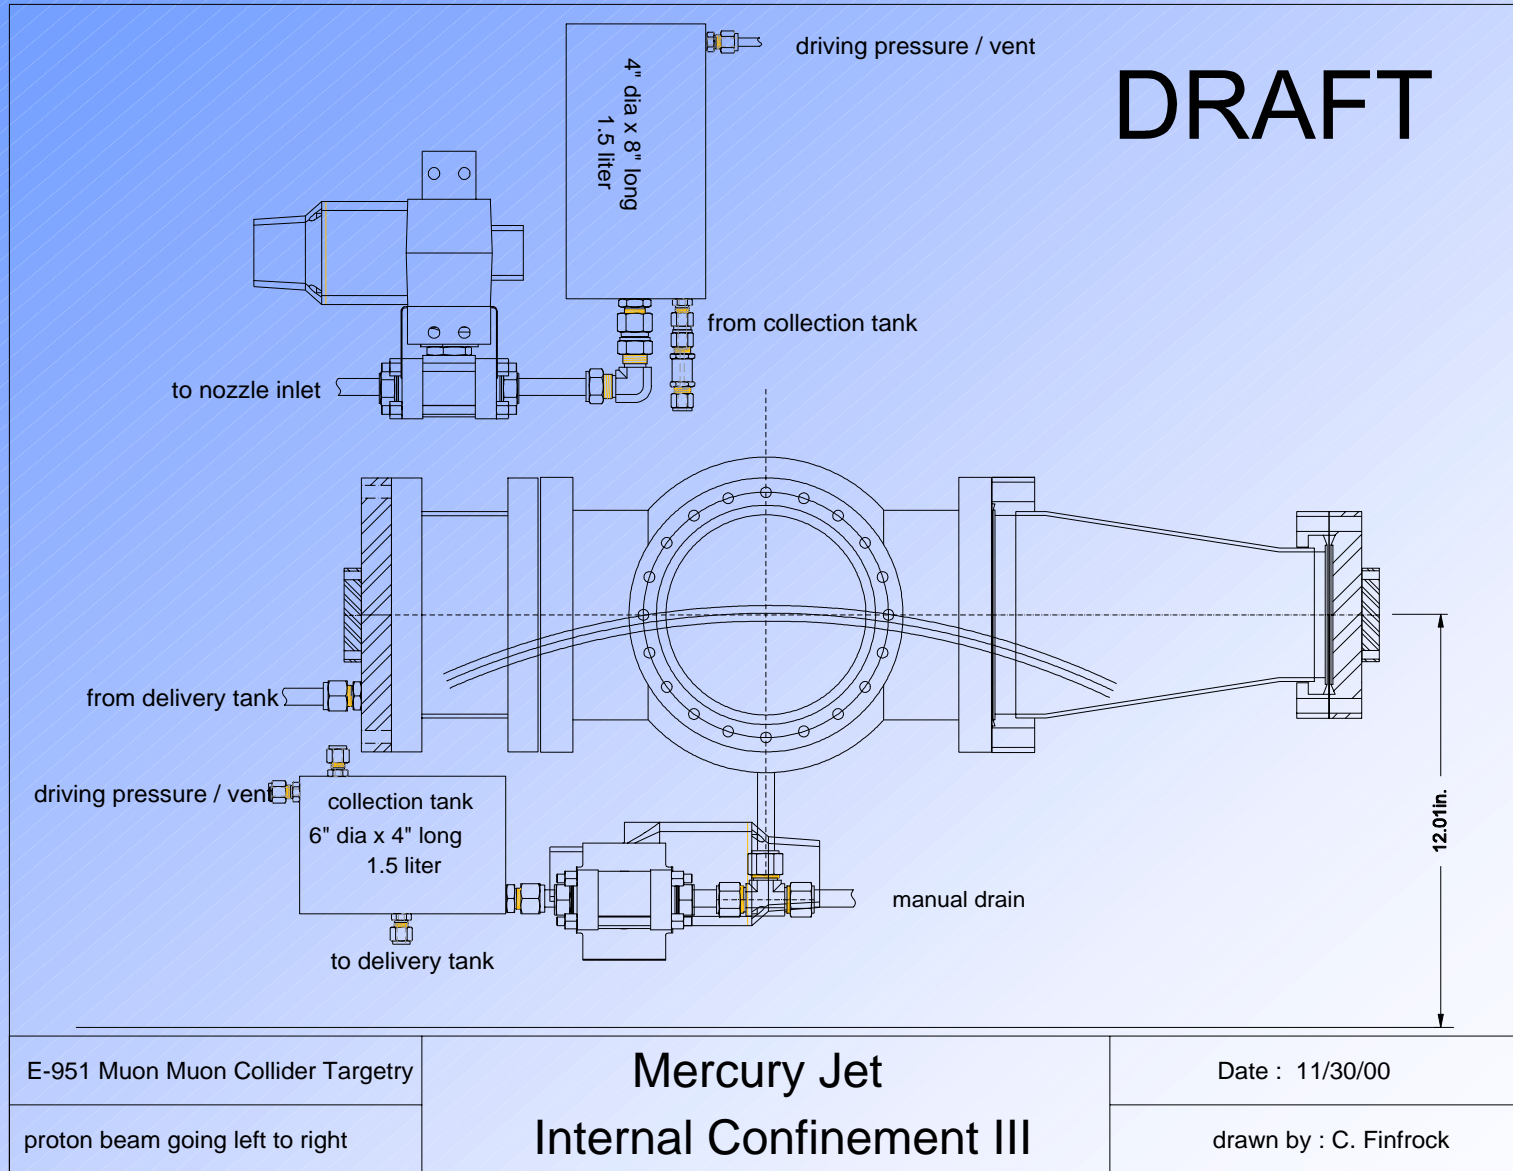 driving pressure / vent
DRAFT
4" dia x 8" long
1.5 liter
from collection tank
to nozzle inlet
from delivery tank
driving pressure / vent
collection tank
6" dia x 4" long
1.5 liter
12.01in.
manual drain
to delivery tank
E-951 Muon Muon Collider Targetry
proton beam going left to right
Mercury Jet
Internal Confinement III
Date : 11/30/00
drawn by : C. Finfrock